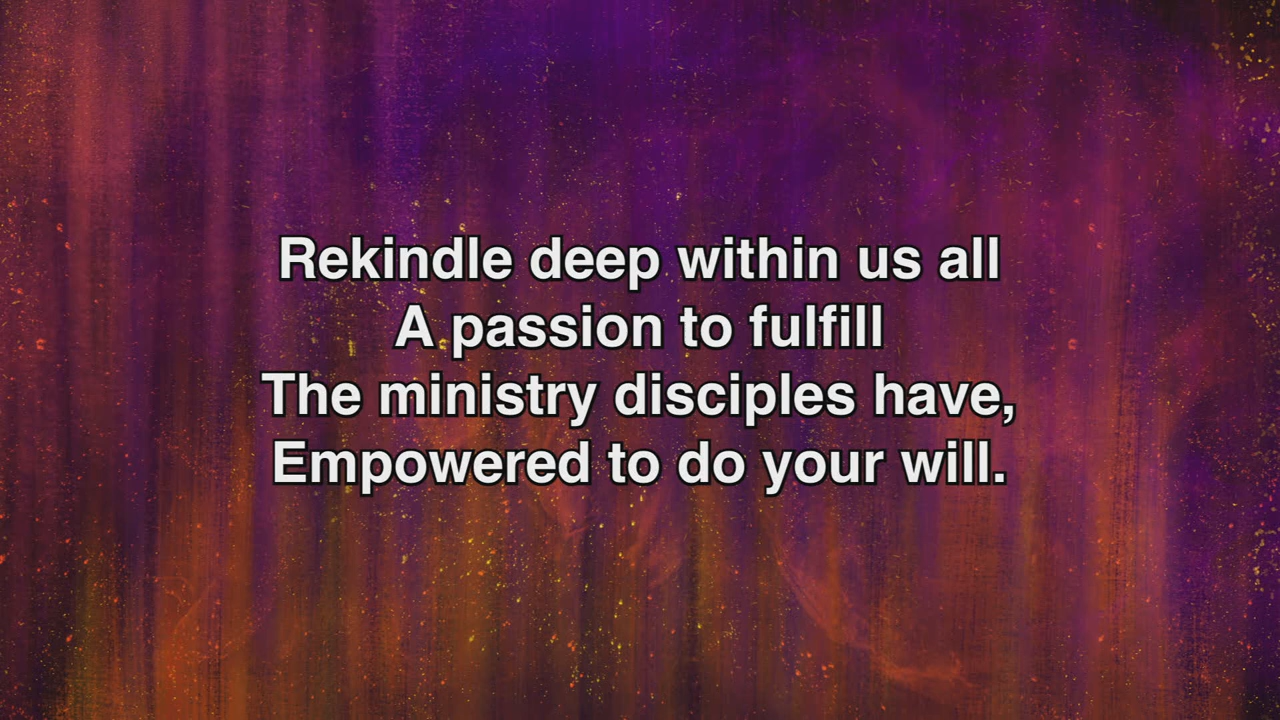 Rekindle deep within us all
A passion to fulfill
The ministry disciples have,
Empowered to do your will.